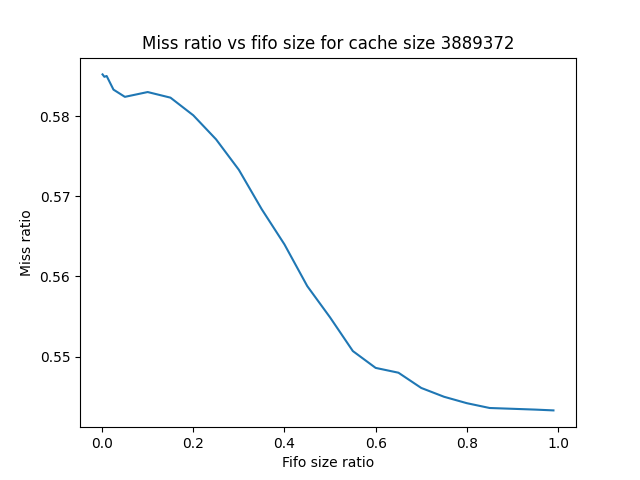 Miss ratio vs fifo size for cache size 3889372
0.58
0.57
0.56
0.55
Miss ratio
0.0 0.2 0.4 0.6 0.8 1.0
Fifo size ratio